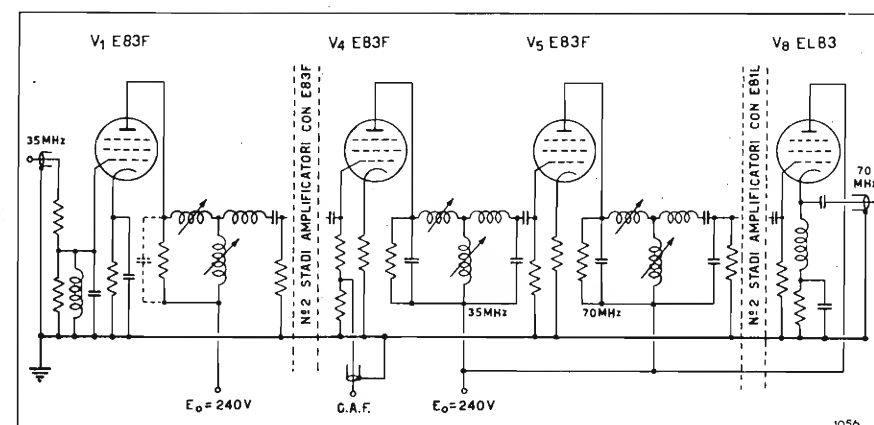 V1 E83F
V4 E83F
V5 E83F
V8 EL83
35MHz
Nº2 STADI AMPLIFICATORI CON E83F
Nº2 STADI AMPLIFICATORI CON E81L
70
MHz
35MHz
70MHz
E0=240V
C.A.F.
E0=240V
1056